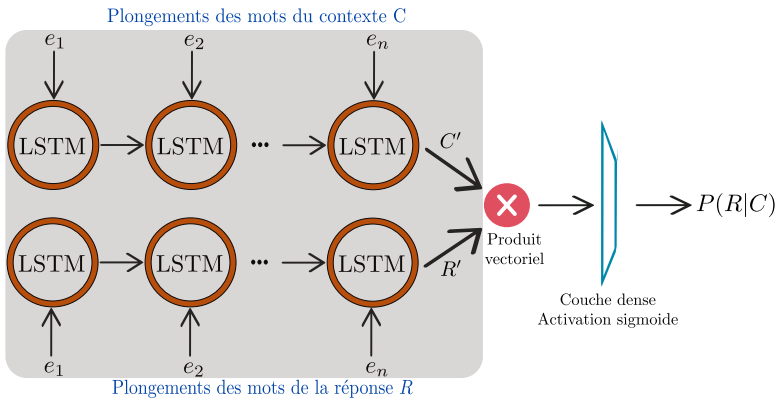 Plongements des mots du contexte C
e₁ e₂ eₙ
LSTM LSTM ··· LSTM
C′
P(R|C)
Produit
vectoriel
LSTM LSTM ··· LSTM
R′
Couche dense
Activation sigmoide
e₁ e₂ eₙ
Plongements des mots de la réponse R